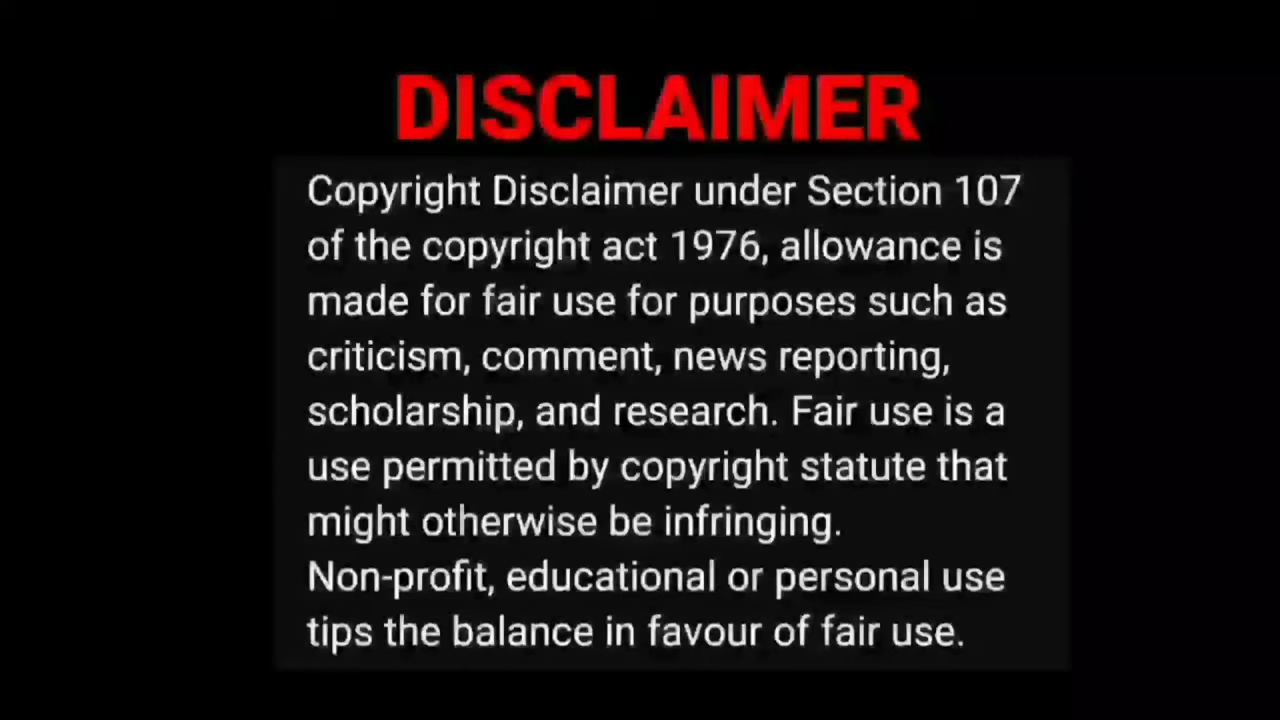 DISCLAIMER
Copyright Disclaimer under Section 107
of the copyright act 1976, allowance is
made for fair use for purposes such as
criticism, comment, news reporting,
scholarship, and research. Fair use is a
use permitted by copyright statute that
might otherwise be infringing.
Non-profit, educational or personal use
tips the balance in favour of fair use.